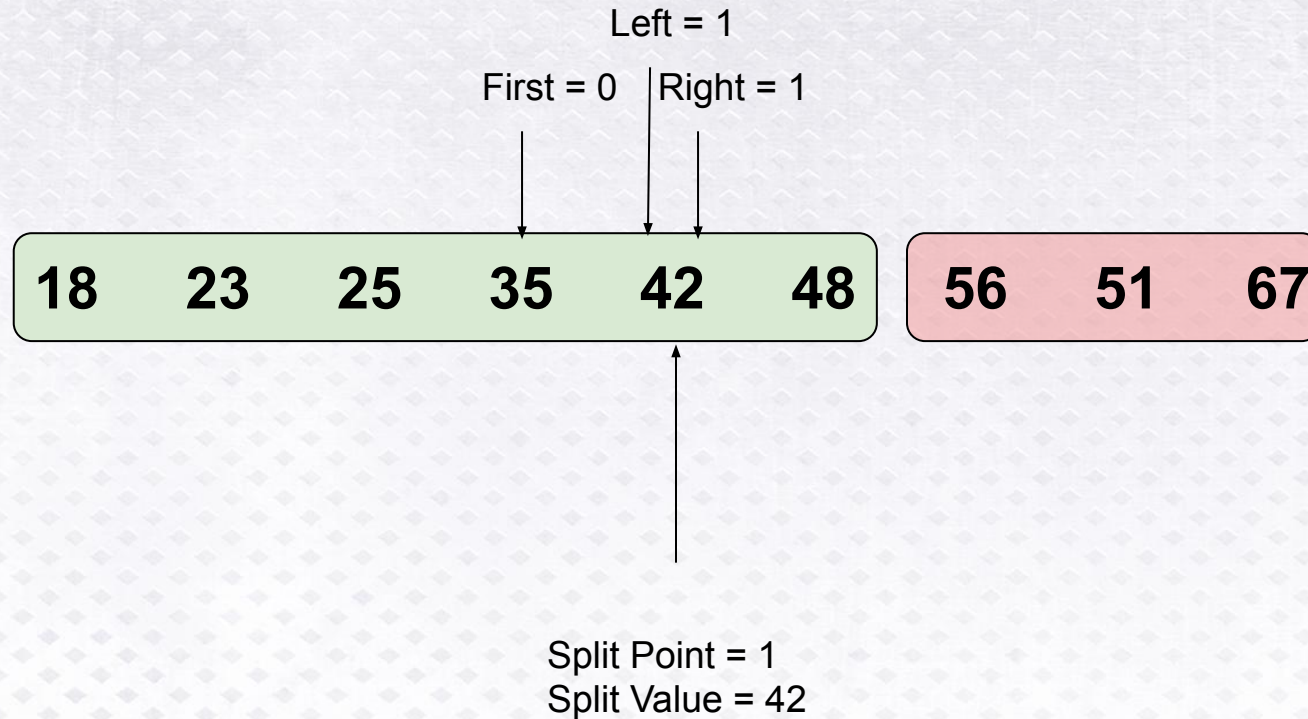 Left = 1
First = 0 Right = 1
18 23 25 35 42 48 56 51 67
Split Point = 1
Split Value = 42